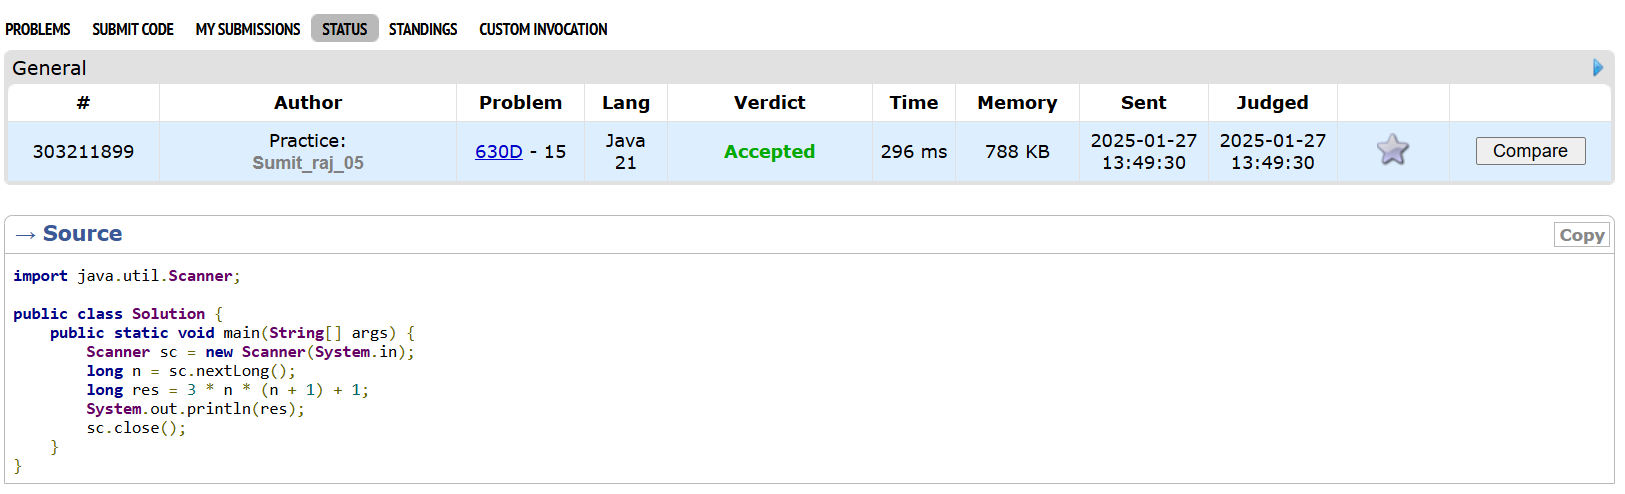 PROBLEMS SUBMIT CODE MY SUBMISSIONS STATUS STANDINGS CUSTOM INVOCATION
General
# Author Problem Lang Verdict Time Memory Sent Judged
303211899 Practice: Sumit_raj_05 630D - 15 Java 21 Accepted 296 ms 788 KB 2025-01-27 13:49:30 2025-01-27 13:49:30 Compare
→ Source Copy
import java.util.Scanner;
public class Solution {
    public static void main(String[] args) {
        Scanner sc = new Scanner(System.in);
        long n = sc.nextLong();
        long res = 3 * n * (n + 1) + 1;
        System.out.println(res);
        sc.close();
    }
}